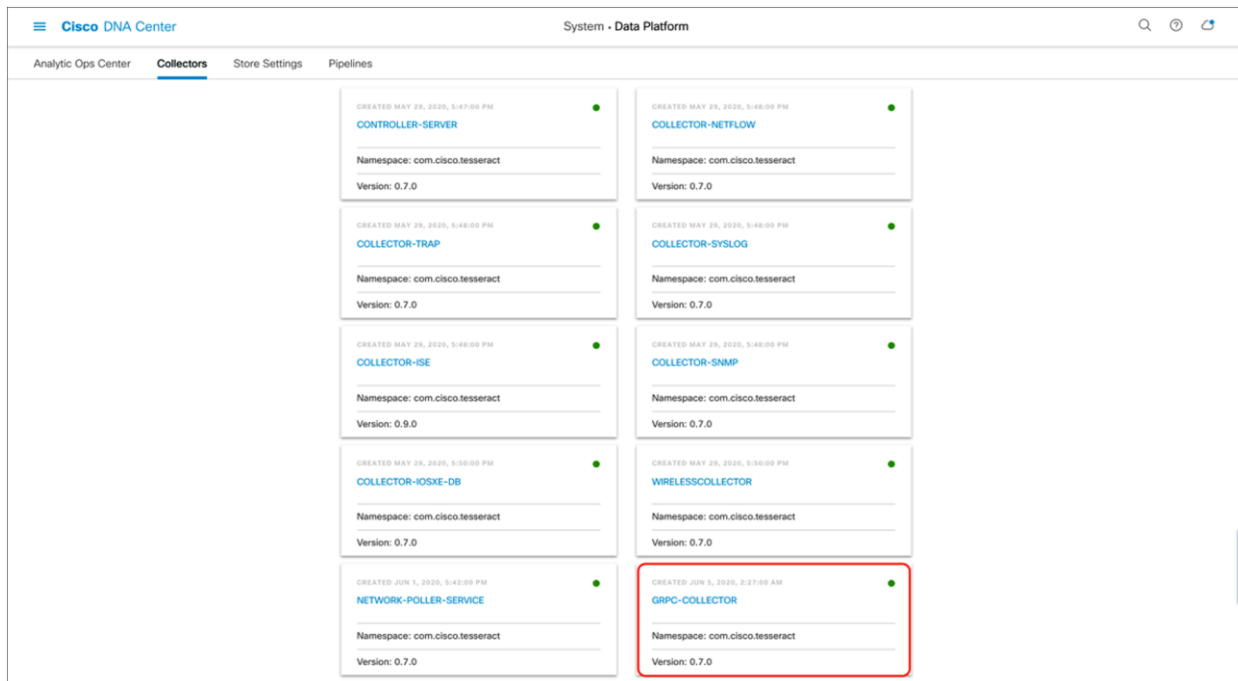 Cisco DNA Center
System • Data Platform
Analytic Ops Center Collectors Store Settings Pipelines
CREATED MAY 29, 2020, 5:47:00 PM
CONTROLLER-SERVER
Namespace: com.cisco.tesseract
Version: 0.7.0
CREATED MAY 29, 2020, 5:48:00 PM
COLLECTOR-NETFLOW
Namespace: com.cisco.tesseract
Version: 0.7.0
CREATED MAY 29, 2020, 5:48:00 PM
COLLECTOR-TRAP
Namespace: com.cisco.tesseract
Version: 0.7.0
CREATED MAY 29, 2020, 5:48:00 PM
COLLECTOR-SYSLOG
Namespace: com.cisco.tesseract
Version: 0.7.0
CREATED MAY 29, 2020, 5:48:00 PM
COLLECTOR-ISE
Namespace: com.cisco.tesseract
Version: 0.9.0
CREATED MAY 29, 2020, 5:48:00 PM
COLLECTOR-SNMP
Namespace: com.cisco.tesseract
Version: 0.7.0
CREATED MAY 29, 2020, 5:50:00 PM
COLLECTOR-IOSXE-DB
Namespace: com.cisco.tesseract
Version: 0.7.0
CREATED MAY 29, 2020, 5:50:00 PM
WIRELESSCOLLECTOR
Namespace: com.cisco.tesseract
Version: 0.7.0
CREATED JUN 1, 2020, 5:42:00 PM
NETWORK-POLLER-SERVICE
Namespace: com.cisco.tesseract
Version: 0.7.0
CREATED JUN 5, 2020, 2:27:00 AM
GRPC-COLLECTOR
Namespace: com.cisco.tesseract
Version: 0.7.0